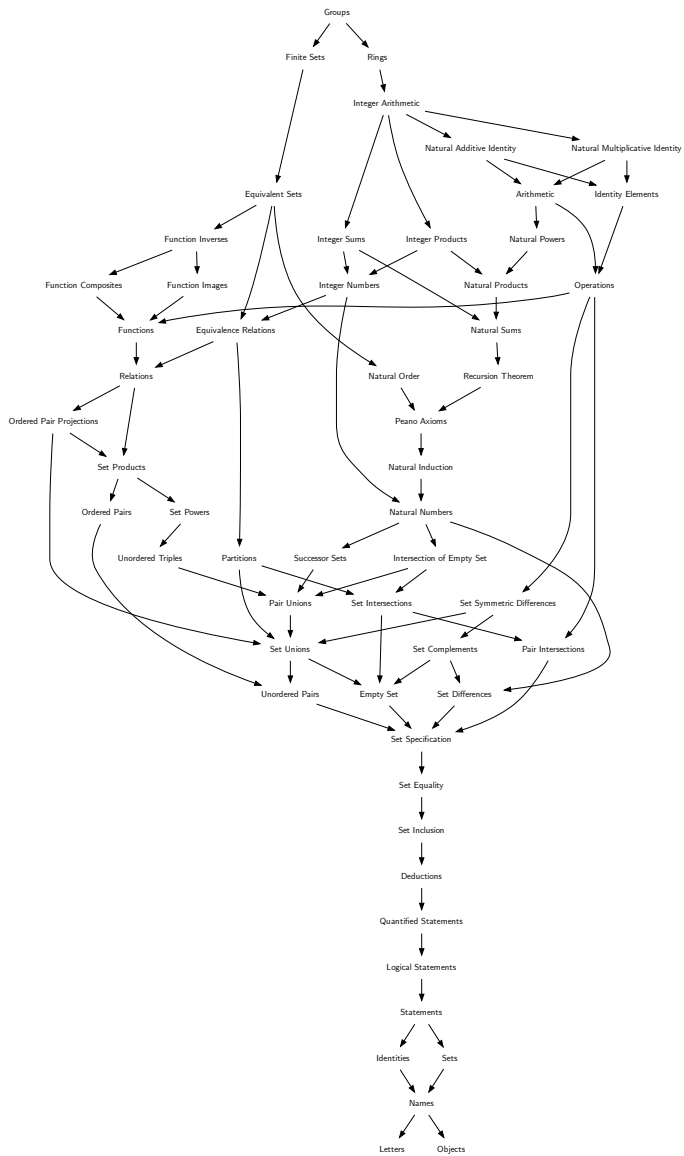 Groups
Finite Sets
Rings
Integer Arithmetic
Natural Additive Identity
Natural Multiplicative Identity
Equivalent Sets
Arithmetic
Identity Elements
Function Inverses
Integer Sums
Integer Products
Natural Powers
Function Composites
Function Images
Integer Numbers
Natural Products
Operations
Functions
Equivalence Relations
Natural Sums
Relations
Natural Order
Recursion Theorem
Ordered Pair Projections
Peano Axioms
Set Products
Natural Induction
Ordered Pairs
Set Powers
Natural Numbers
Unordered Triples
Partitions
Successor Sets
Intersection of Empty Set
Pair Unions
Set Intersections
Set Symmetric Differences
Set Unions
Set Complements
Pair Intersections
Unordered Pairs
Empty Set
Set Differences
Set Specification
Set Equality
Set Inclusion
Deductions
Quantified Statements
Logical Statements
Statements
Identities
Sets
Names
Letters
Objects